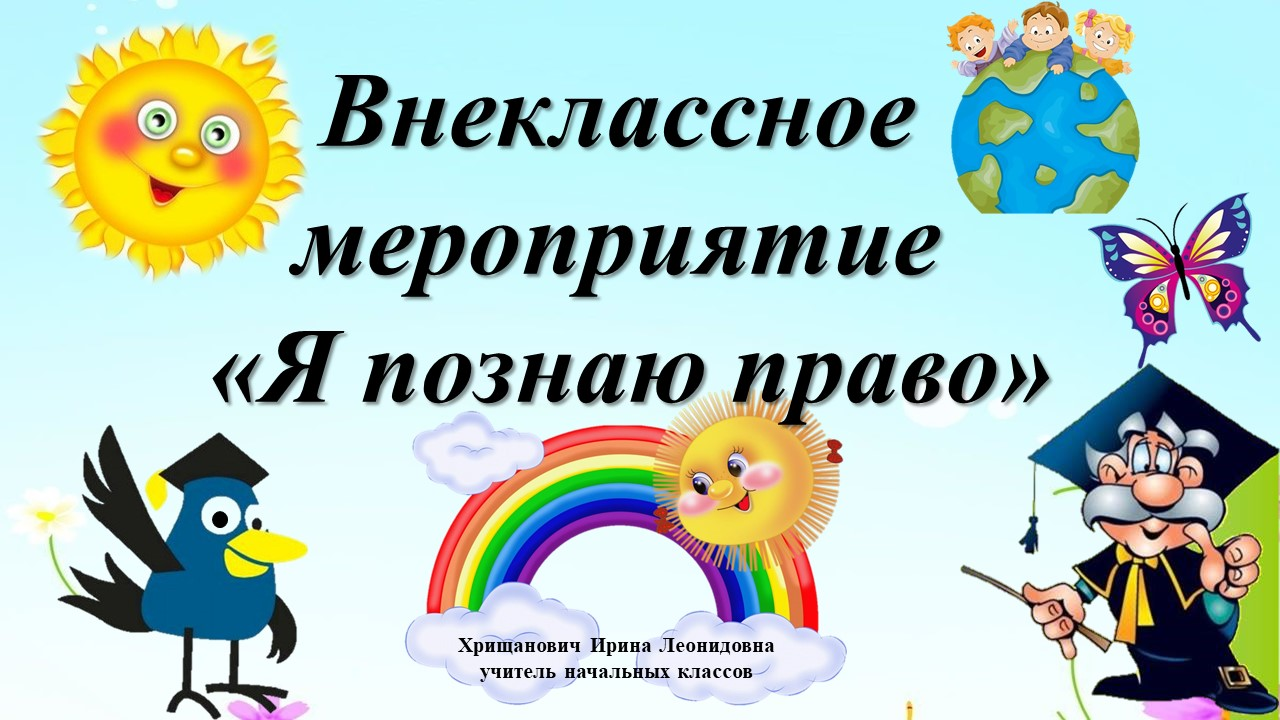 Внеклассное
мероприятие
«Я познаю право»
Хрищанович Ирина Леонидовна
учитель начальных классов